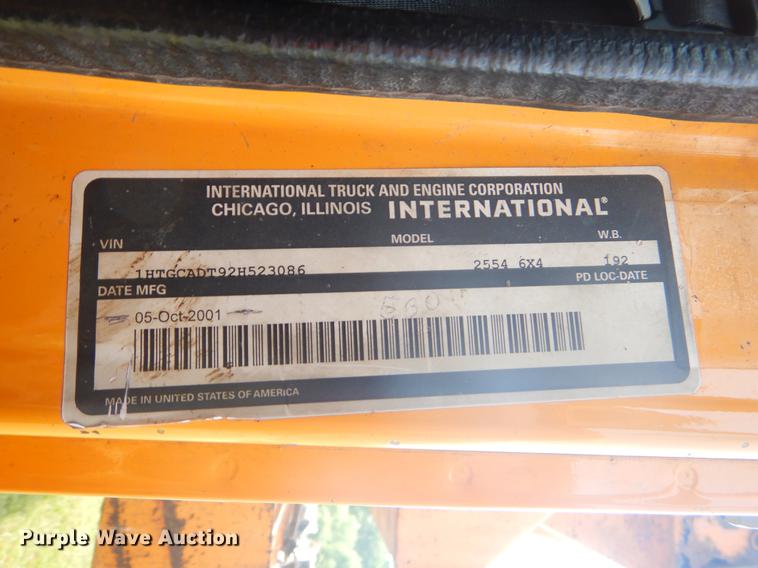 INTERNATIONAL TRUCK AND ENGINE CORPORATION
CHICAGO, ILLINOIS INTERNATIONAL®
VIN MODEL W.B.
1HTGCADT92H523086 2554 6X4 192
DATE MFG PD LOC-DATE
05-Oct-2001
MADE IN UNITED STATES OF AMERICA
Purple Wave Auction